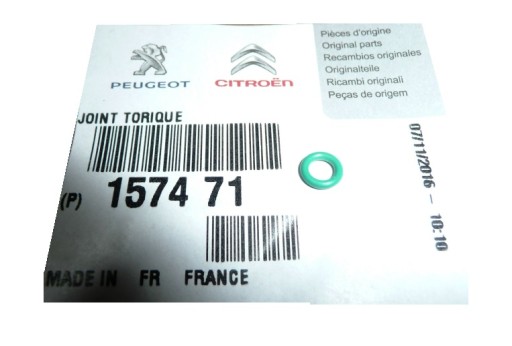 PEUGEOT
CITROËN
Pièces d'origine
Original parts
Recambios originales
Originalteile
Ricambi originali
Peças de origem
JOINT TORIQUE
(P) 1574 71
07/11/2016 - 10:10
MADE IN FR FRANCE